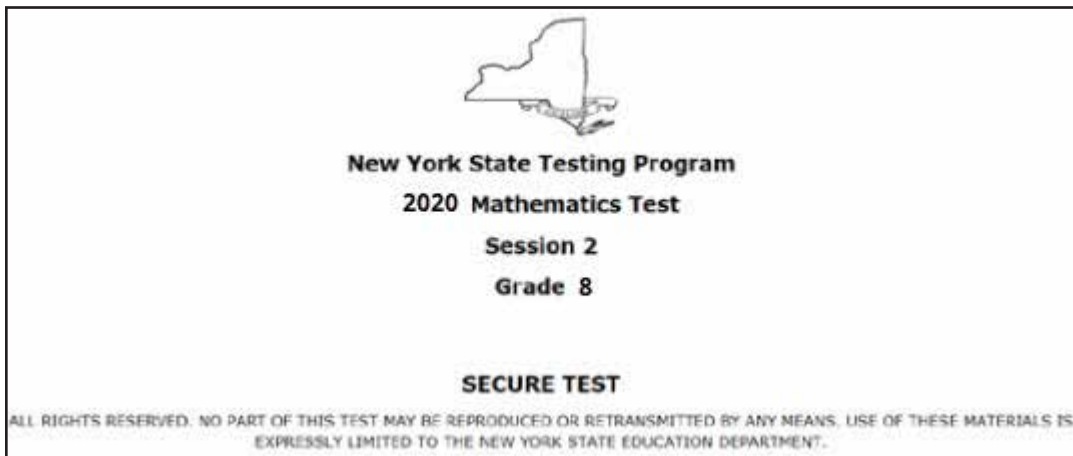 New York State Testing Program
2020 Mathematics Test
Session 2
Grade 8
SECURE TEST
ALL RIGHTS RESERVED. NO PART OF THIS TEST MAY BE REPRODUCED OR RETRANSMITTED BY ANY MEANS. USE OF THESE MATERIALS IS
EXPRESSLY LIMITED TO THE NEW YORK STATE EDUCATION DEPARTMENT.